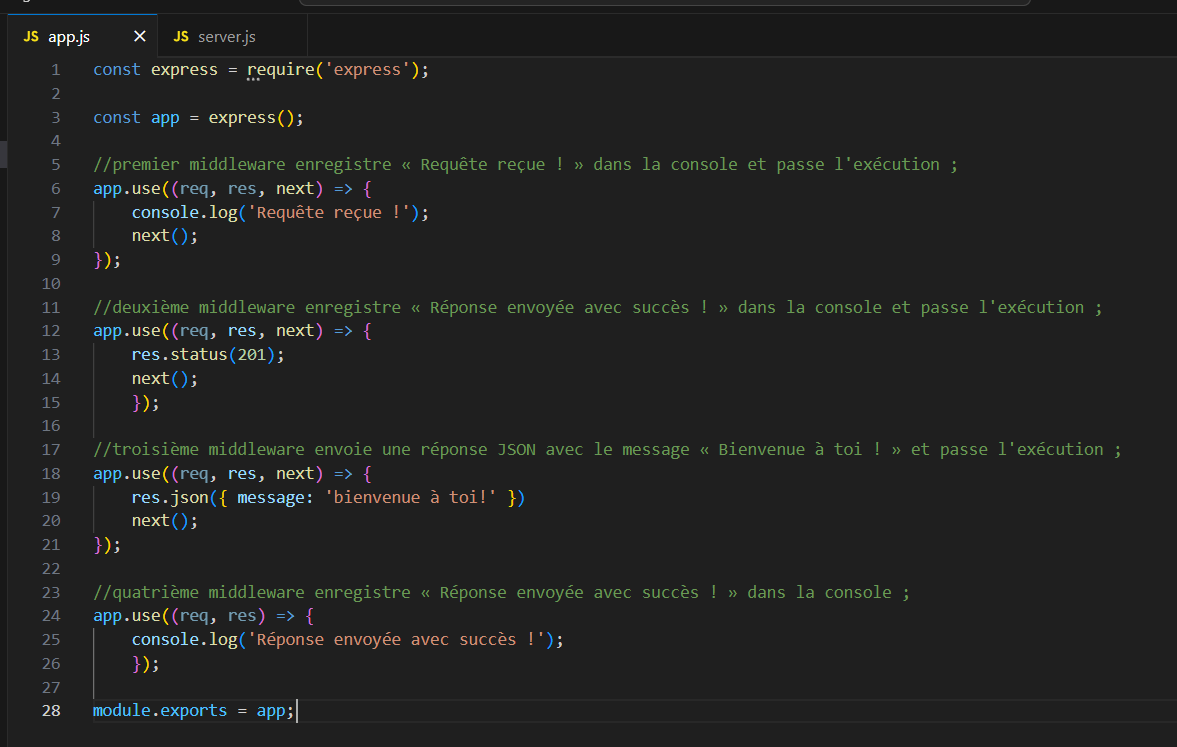 JS app.js × JS server.js
1 const express = require('express');
2
3 const app = express();
4
5 //premier middleware enregistre « Requête reçue ! » dans la console et passe l'exécution ;
6 app.use((req, res, next) => {
7 console.log('Requête reçue !');
8 next();
9 });
10
11 //deuxième middleware enregistre « Réponse envoyée avec succès ! » dans la console et passe l'exécution ;
12 app.use((req, res, next) => {
13 res.status(201);
14 next();
15 });
16
17 //troisième middleware envoie une réponse JSON avec le message « Bienvenue à toi ! » et passe l'exécution ;
18 app.use((req, res, next) => {
19 res.json({ message: 'bienvenue à toi!' })
20 next();
21 });
22
23 //quatrième middleware enregistre « Réponse envoyée avec succès ! » dans la console ;
24 app.use((req, res) => {
25 console.log('Réponse envoyée avec succès !');
26 });
27
28 module.exports = app;